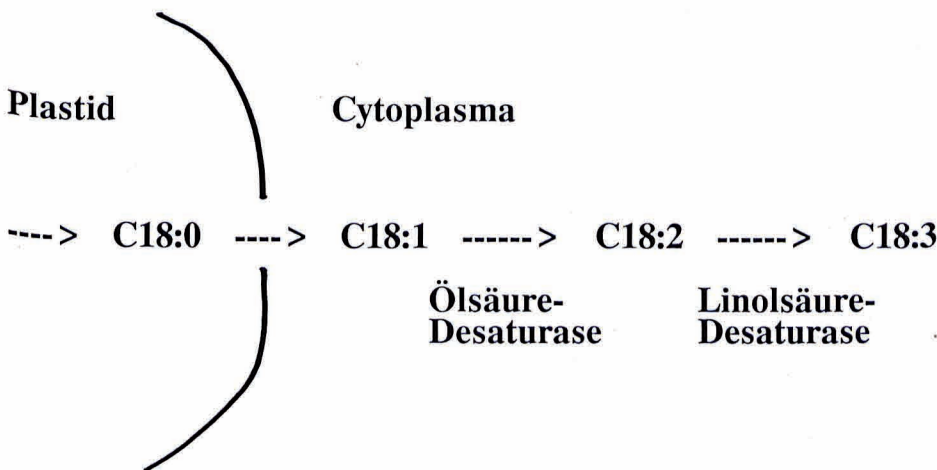 Plastid Cytoplasma
----> C18:0 ----> C18:1 ------> C18:2 ------> C18:3
Ölsäure- Linolsäure-
Desaturase Desaturase